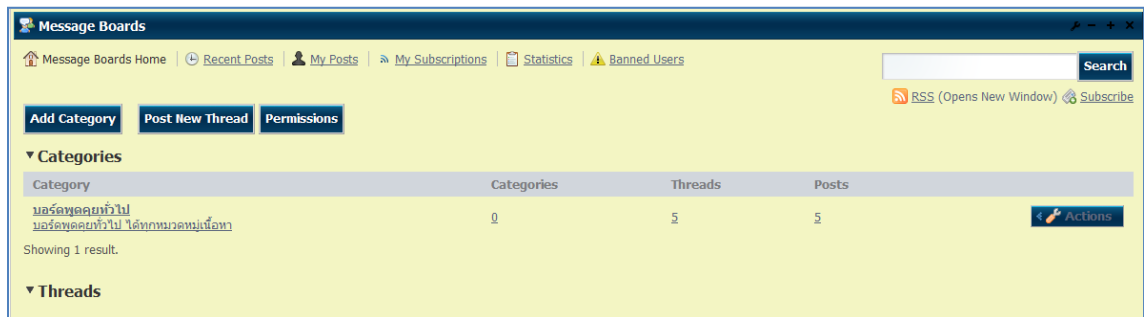 Message Boards
Message Boards Home Recent Posts My Posts My Subscriptions Statistics Banned Users
Search
RSS (Opens New Window) Subscribe
Add Category Post New Thread Permissions
Categories
Category Categories Threads Posts
บอร์ดพูดคุยทั่วไป 0 5 5 Actions
บอร์ดพูดคุยทั่วไป ได้ทุกหมวดหมู่เนื้อหา
Showing 1 result.
Threads